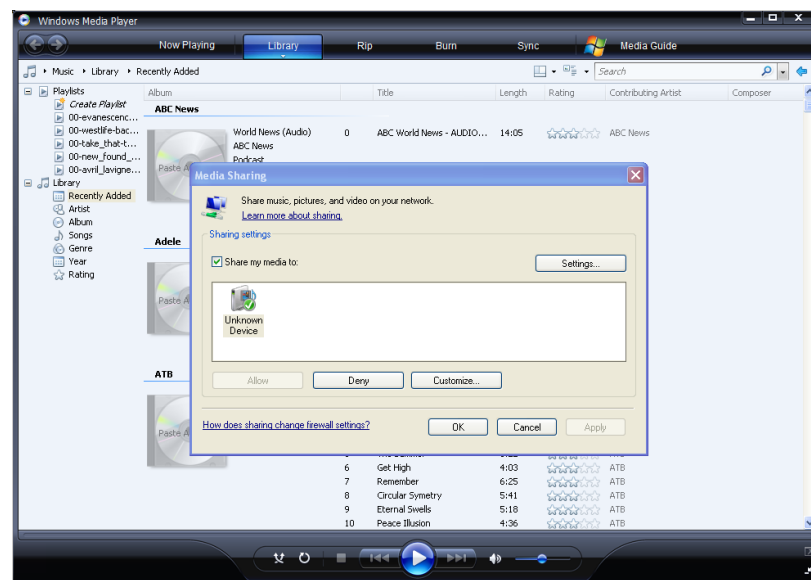 Windows Media Player
Now Playing Library Rip Burn Sync Media Guide
Music Library Recently Added Search
Playlists
Create Playlist
00-evanescenc...
00-westlife-bac...
00-take_that-t...
00-new_found_...
00-avril_lavigne...
Library
Recently Added
Artist
Album
Songs
Genre
Year
Rating
Album Title Length Rating Contributing Artist Composer
ABC News
World News (Audio) 0 ABC World News - AUDIO... 14:05 ABC News
ABC News
Podcast
Paste A
Adele
Paste A
ATB
Paste A
Media Sharing
Share music, pictures, and video on your network.
Learn more about sharing.
Sharing settings
Share my media to:
Settings...
Unknown
Device
Allow Deny Customize...
How does sharing change firewall settings?
OK Cancel Apply
6 Get High 4:03 ATB
7 Remember 6:25 ATB
8 Circular Symetry 5:41 ATB
9 Eternal Swells 5:18 ATB
10 Peace Illusion 4:36 ATB